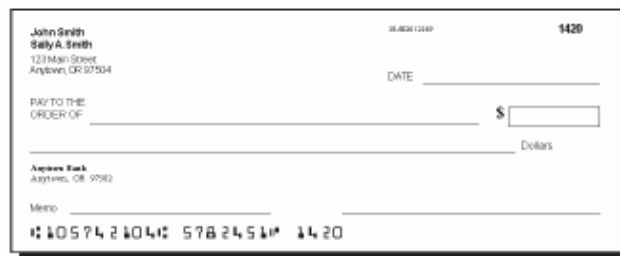 John Smith 1420
Sally A. Smith
123 Main Street
Anytown, OR 97504
DATE
PAY TO THE
ORDER OF $
Dollars
Anytown Bank
Anytown, OR 97502
Memo
⑆105742104⑆ 5782451⑈ 1420